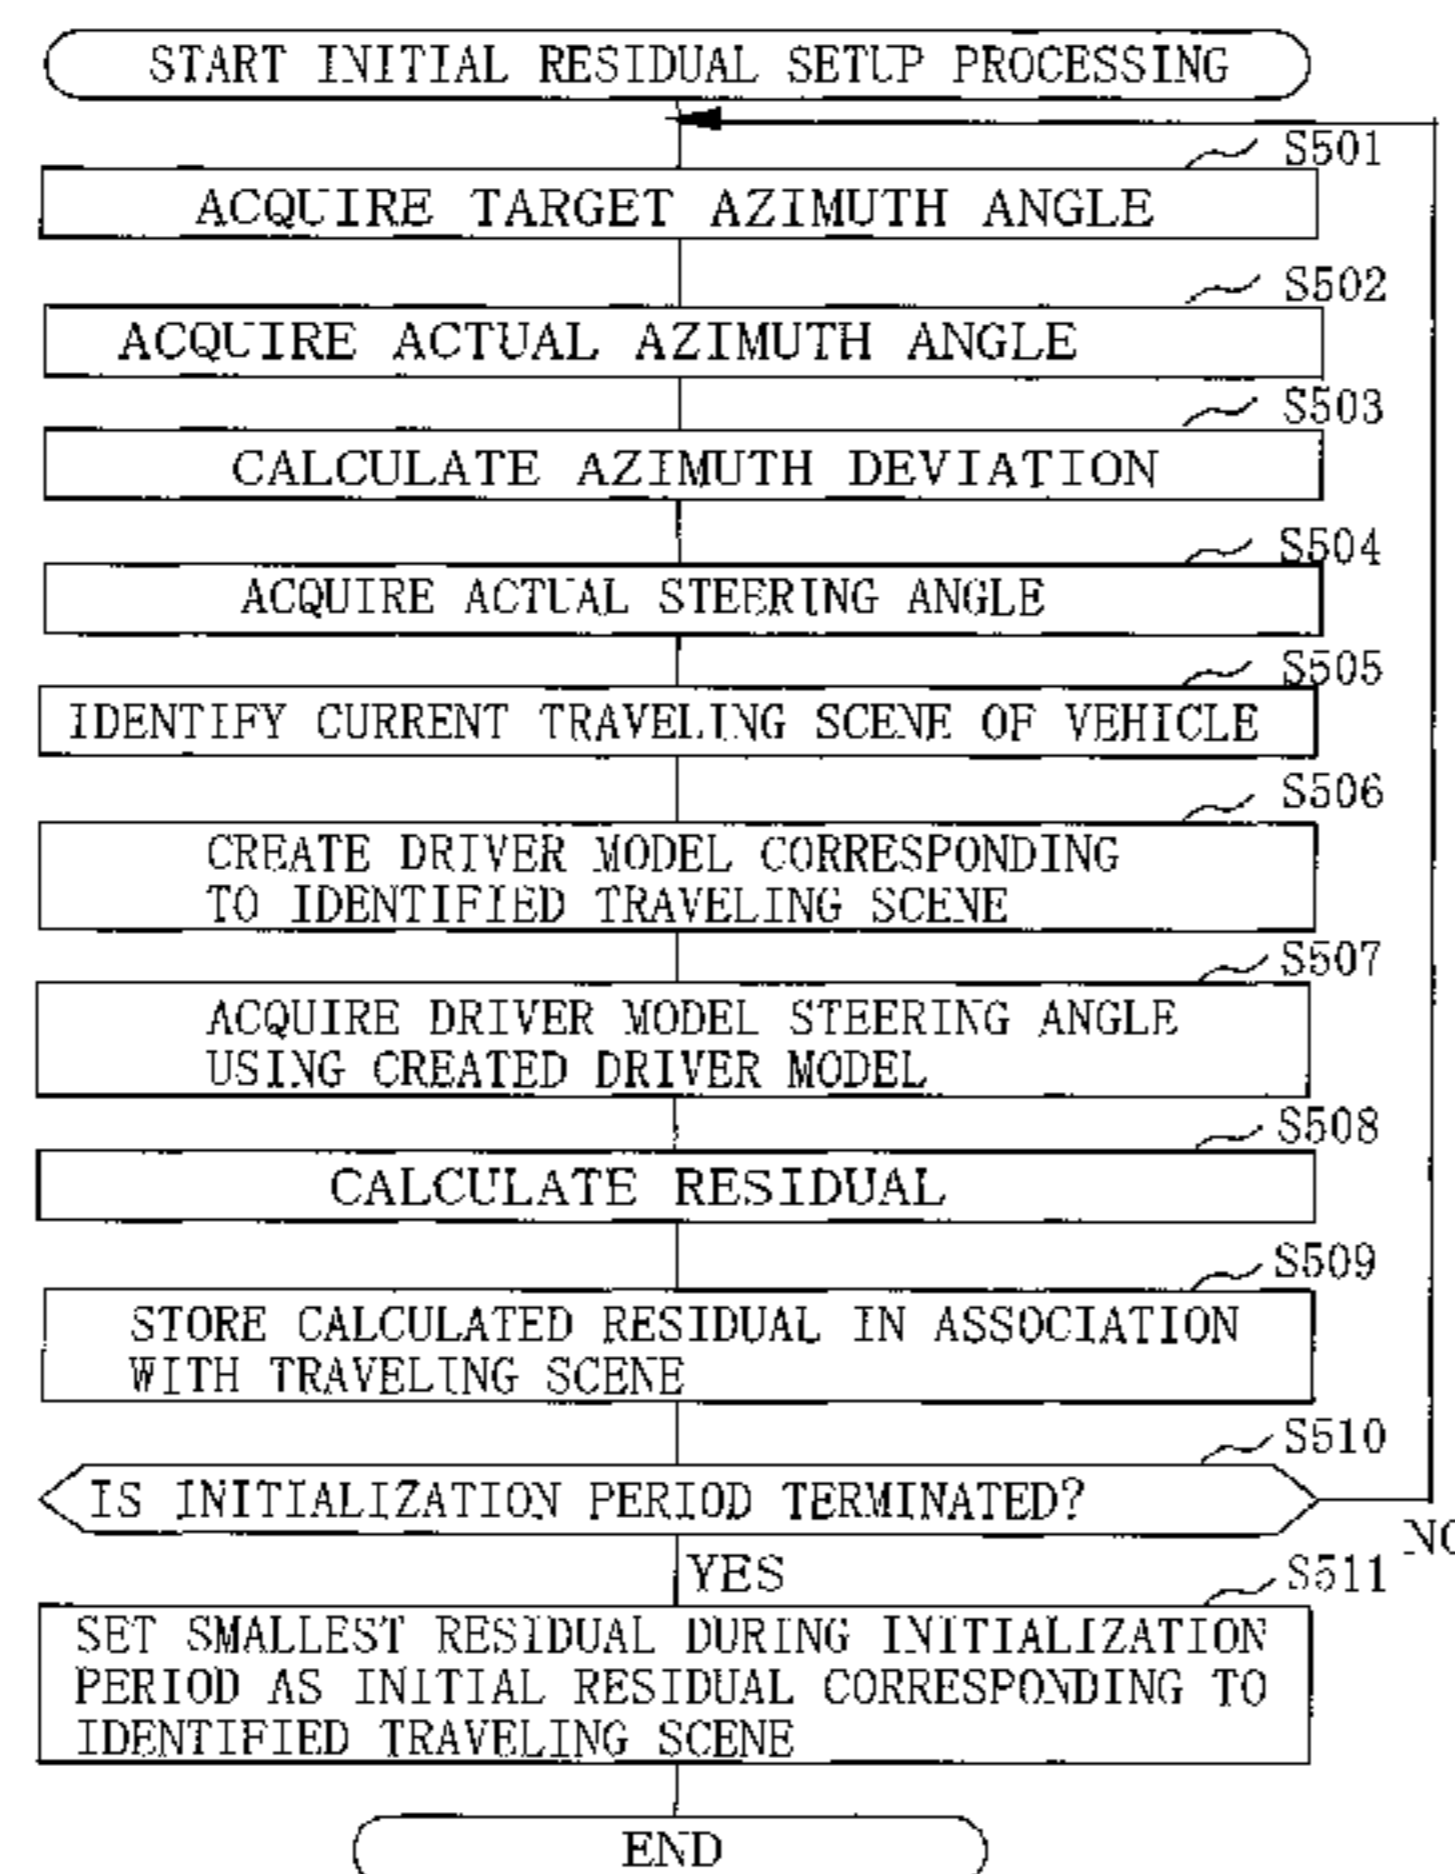 START INITIAL RESIDUAL SETUP PROCESSING
S501
ACQUIRE TARGET AZIMUTH ANGLE
S502
ACQUIRE ACTUAL AZIMUTH ANGLE
S503
CALCULATE AZIMUTH DEVIATION
S504
ACQUIRE ACTUAL STEERING ANGLE
S505
IDENTIFY CURRENT TRAVELING SCENE OF VEHICLE
S506
CREATE DRIVER MODEL CORRESPONDING
TO IDENTIFIED TRAVELING SCENE
S507
ACQUIRE DRIVER MODEL STEERING ANGLE
USING CREATED DRIVER MODEL
S508
CALCULATE RESIDUAL
S509
STORE CALCULATED RESIDUAL IN ASSOCIATION
WITH TRAVELING SCENE
S510
IS INITIALIZATION PERIOD TERMINATED?
NO
YES
S511
SET SMALLEST RESIDUAL DURING INITIALIZATION
PERIOD AS INITIAL RESIDUAL CORRESPONDING TO
IDENTIFIED TRAVELING SCENE
END